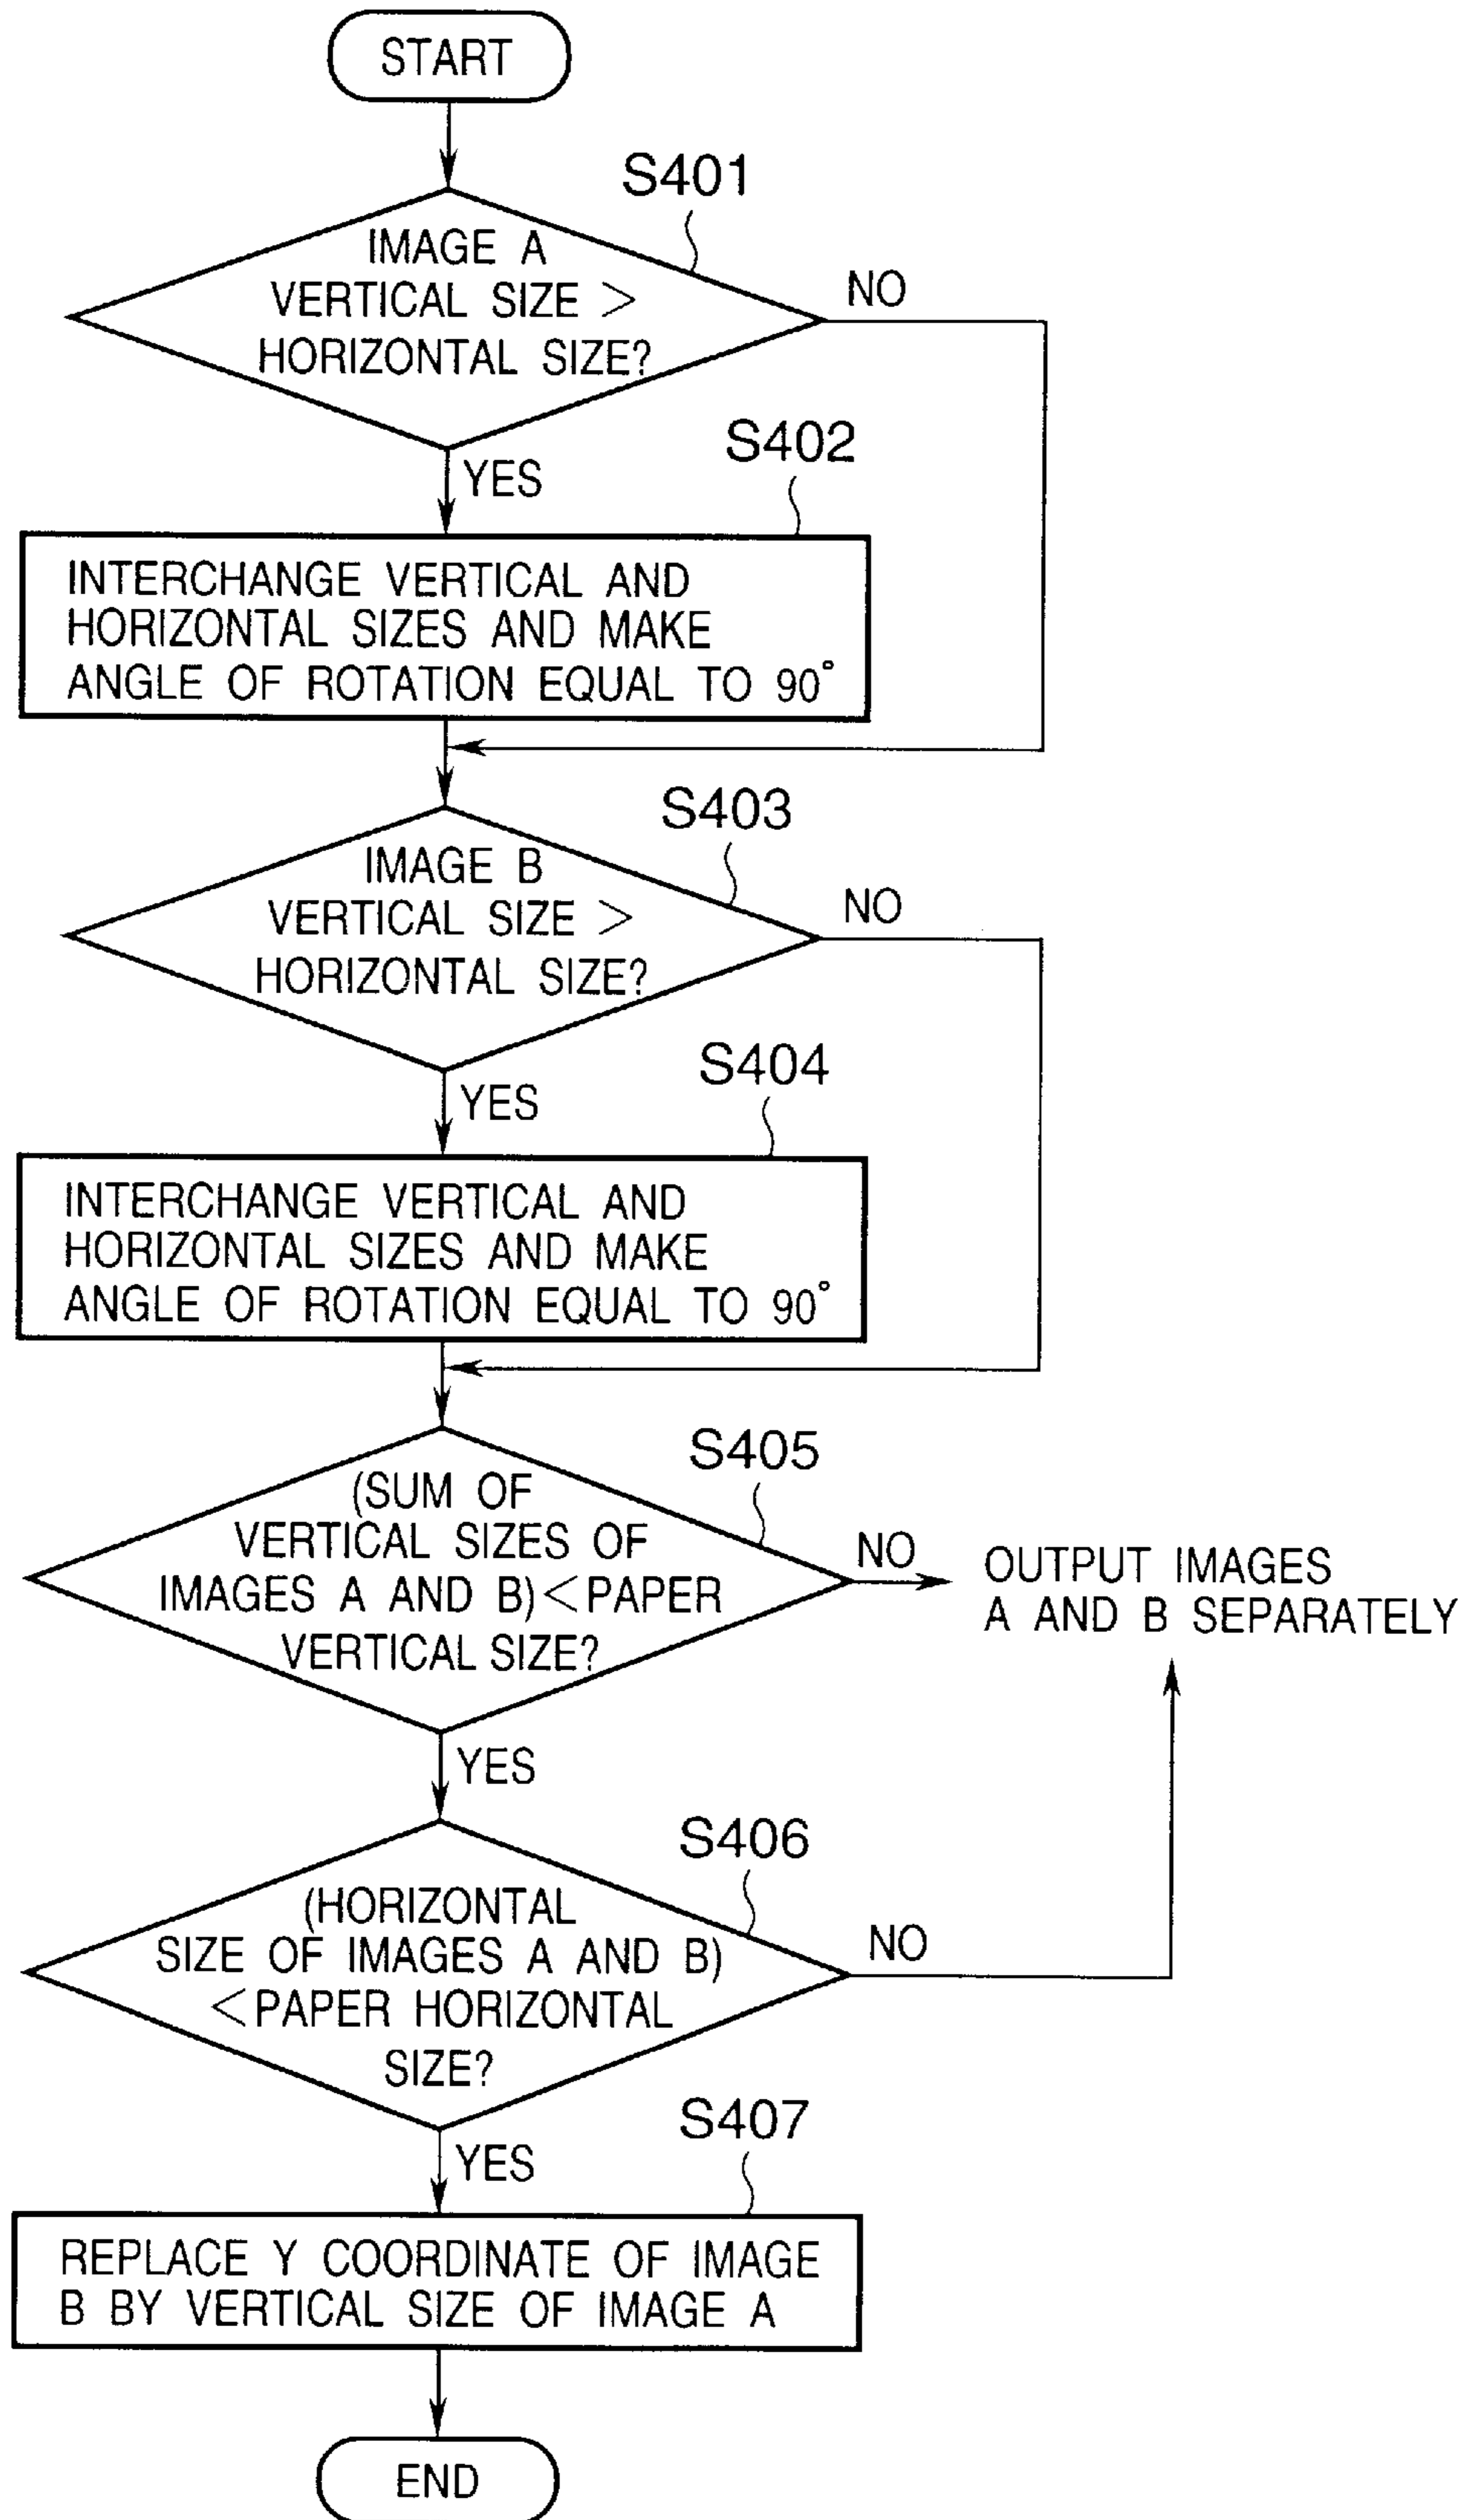 START
S401
IMAGE A
VERTICAL SIZE >
HORIZONTAL SIZE?
NO
YES
S402
INTERCHANGE VERTICAL AND
HORIZONTAL SIZES AND MAKE
ANGLE OF ROTATION EQUAL TO 90°
S403
IMAGE B
VERTICAL SIZE >
HORIZONTAL SIZE?
NO
YES
S404
INTERCHANGE VERTICAL AND
HORIZONTAL SIZES AND MAKE
ANGLE OF ROTATION EQUAL TO 90°
S405
(SUM OF
VERTICAL SIZES OF
IMAGES A AND B)<PAPER
VERTICAL SIZE?
NO
OUTPUT IMAGES
A AND B SEPARATELY
YES
S406
(HORIZONTAL
SIZE OF IMAGES A AND B)
<PAPER HORIZONTAL
SIZE?
NO
YES
S407
REPLACE Y COORDINATE OF IMAGE
B BY VERTICAL SIZE OF IMAGE A
END